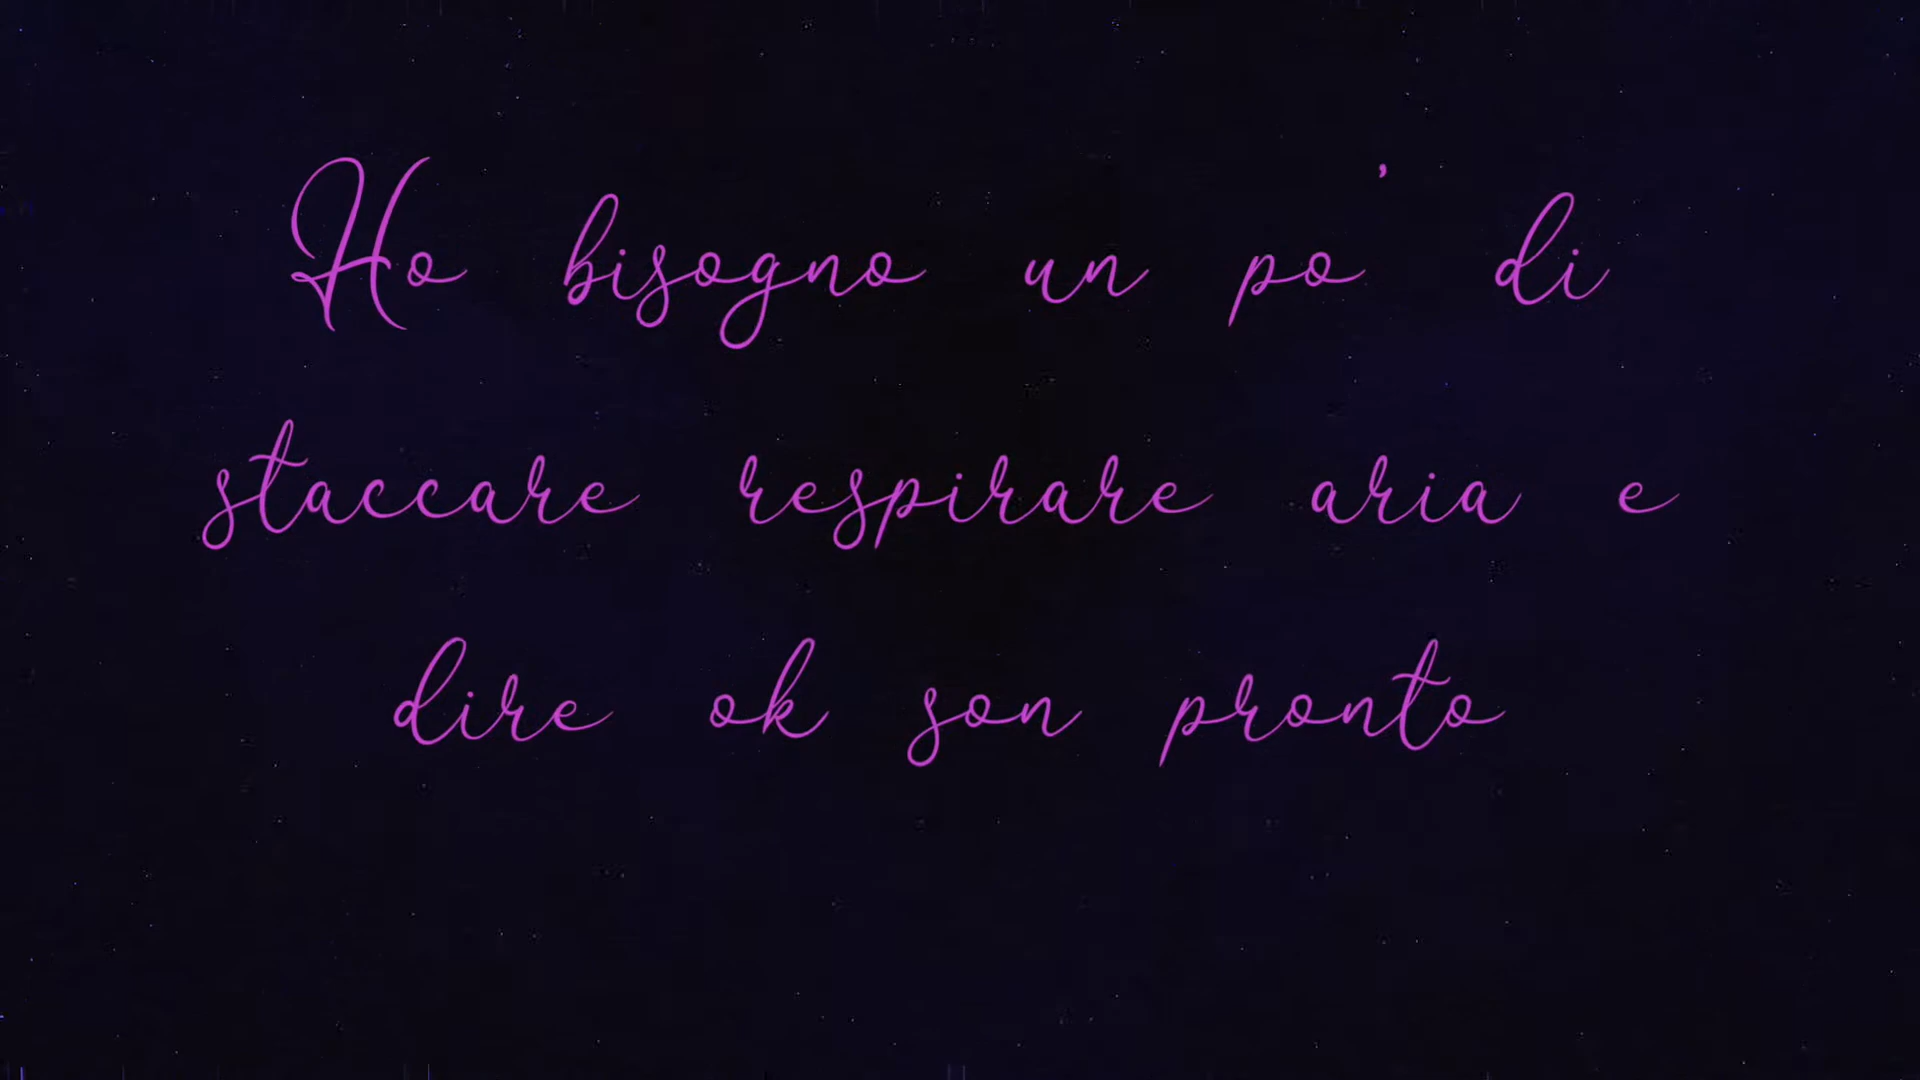 Ho bisogno un po' di
staccare respirare aria e
dire ok son pronto